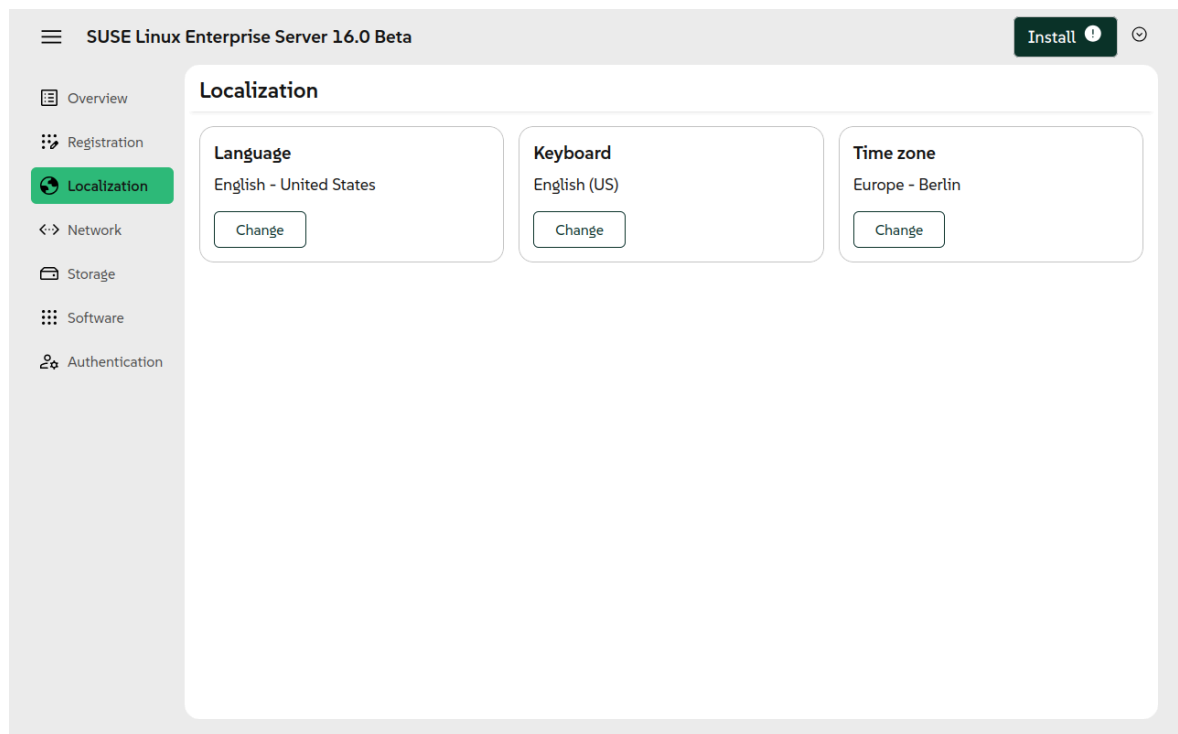 SUSE Linux Enterprise Server 16.0 Beta
Install !
Overview
Registration
Localization
Network
Storage
Software
Authentication
Localization
Language
English - United States
Change
Keyboard
English (US)
Change
Time zone
Europe - Berlin
Change